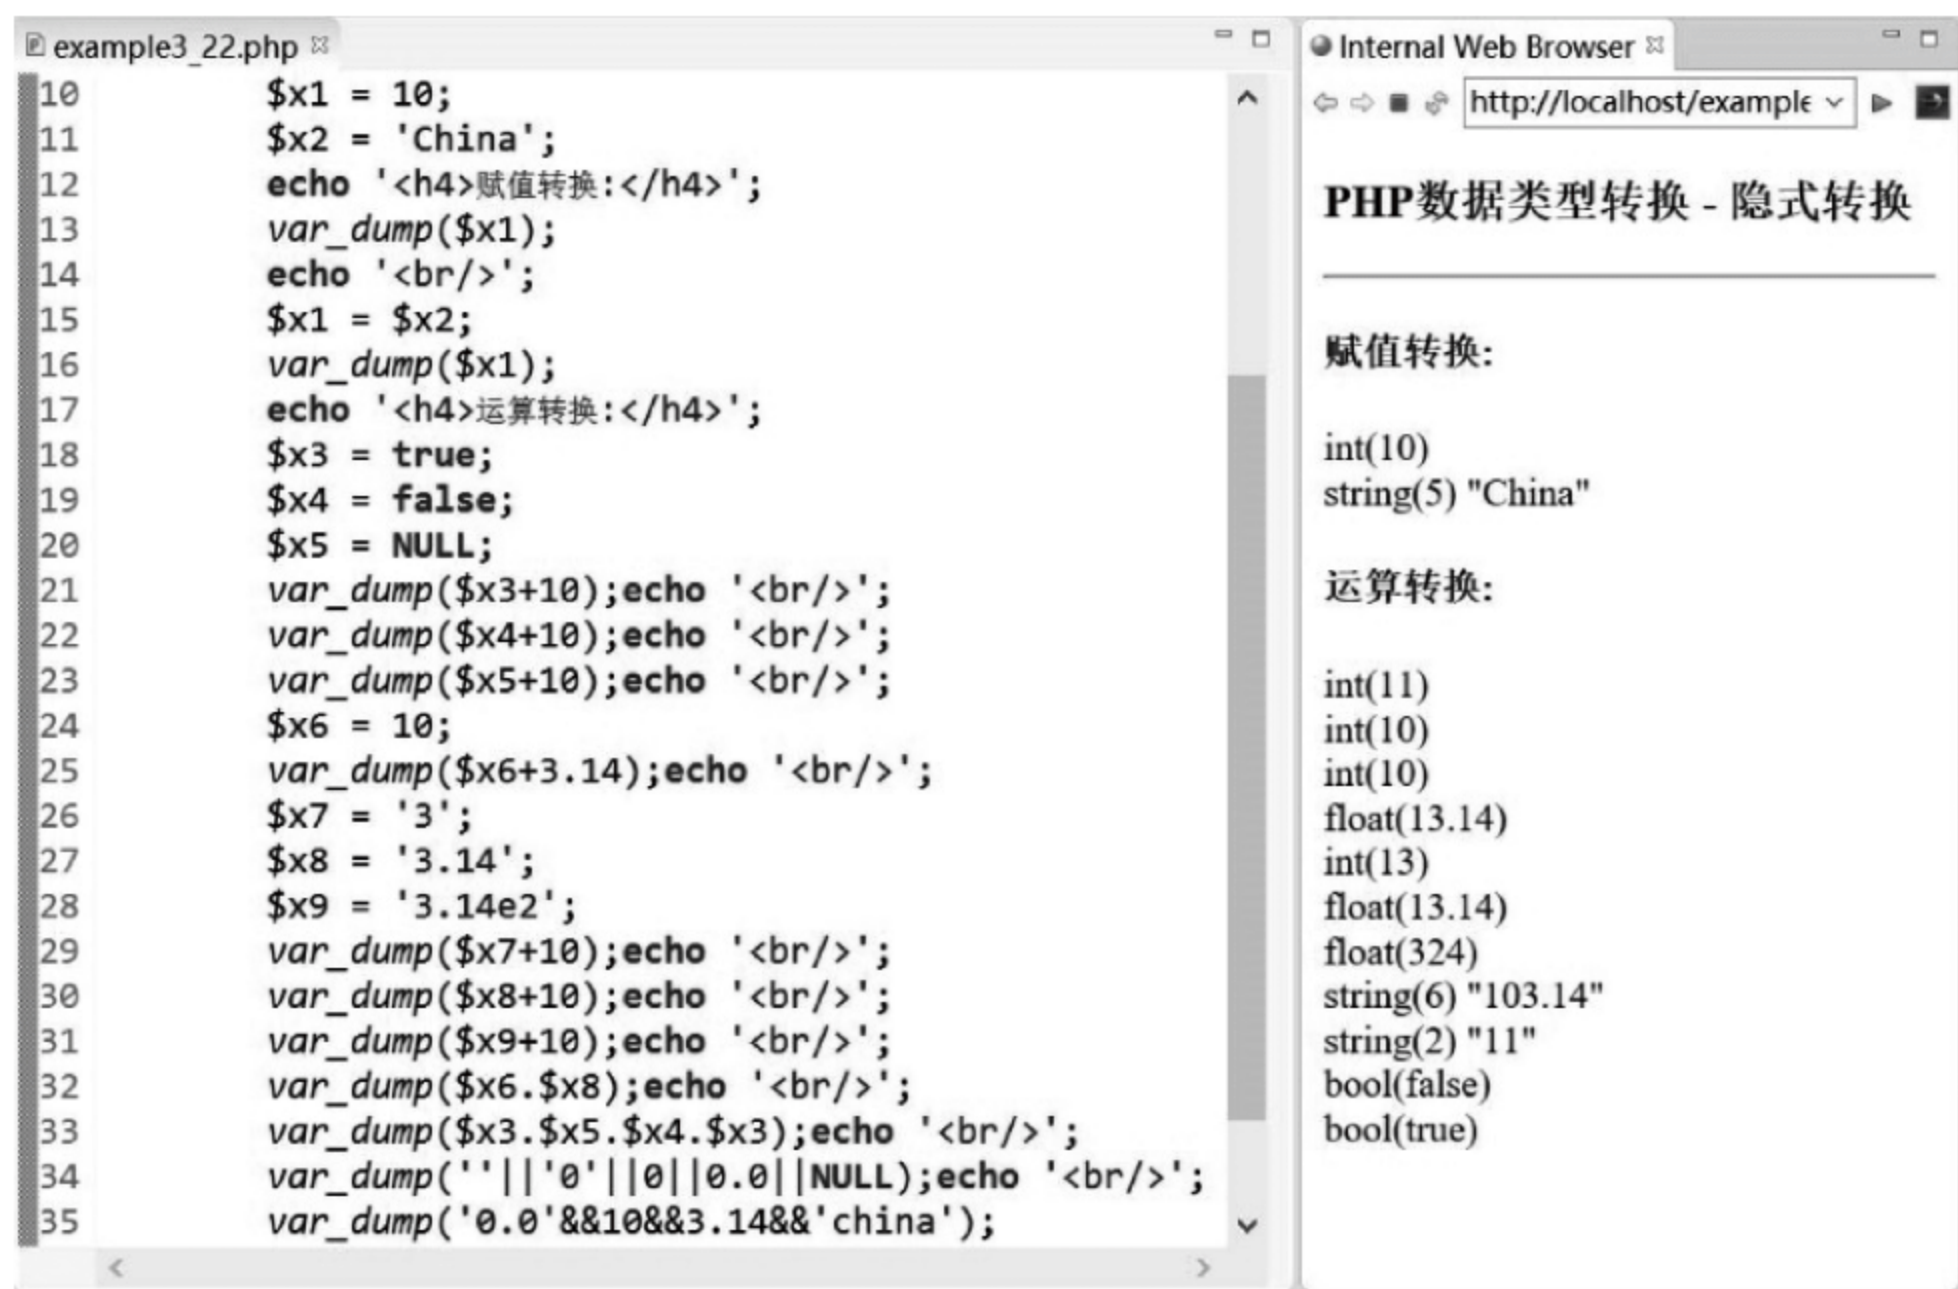 example3_22.php
10 $x1 = 10;
11 $x2 = 'China';
12 echo '<h4>赋值转换:</h4>';
13 var_dump($x1);
14 echo '<br/>';
15 $x1 = $x2;
16 var_dump($x1);
17 echo '<h4>运算转换:</h4>';
18 $x3 = true;
19 $x4 = false;
20 $x5 = NULL;
21 var_dump($x3+10);echo '<br/>';
22 var_dump($x4+10);echo '<br/>';
23 var_dump($x5+10);echo '<br/>';
24 $x6 = 10;
25 var_dump($x6+3.14);echo '<br/>';
26 $x7 = '3';
27 $x8 = '3.14';
28 $x9 = '3.14e2';
29 var_dump($x7+10);echo '<br/>';
30 var_dump($x8+10);echo '<br/>';
31 var_dump($x9+10);echo '<br/>';
32 var_dump($x6.$x8);echo '<br/>';
33 var_dump($x3.$x5.$x4.$x3);echo '<br/>';
34 var_dump(''||'0'||0||0.0||NULL);echo '<br/>';
35 var_dump('0.0'&&10&&3.14&&'china');
Internal Web Browser
http://localhost/example
PHP数据类型转换 - 隐式转换
赋值转换:
int(10)
string(5) "China"
运算转换:
int(11)
int(10)
int(10)
float(13.14)
int(13)
float(13.14)
float(324)
string(6) "103.14"
string(2) "11"
bool(false)
bool(true)